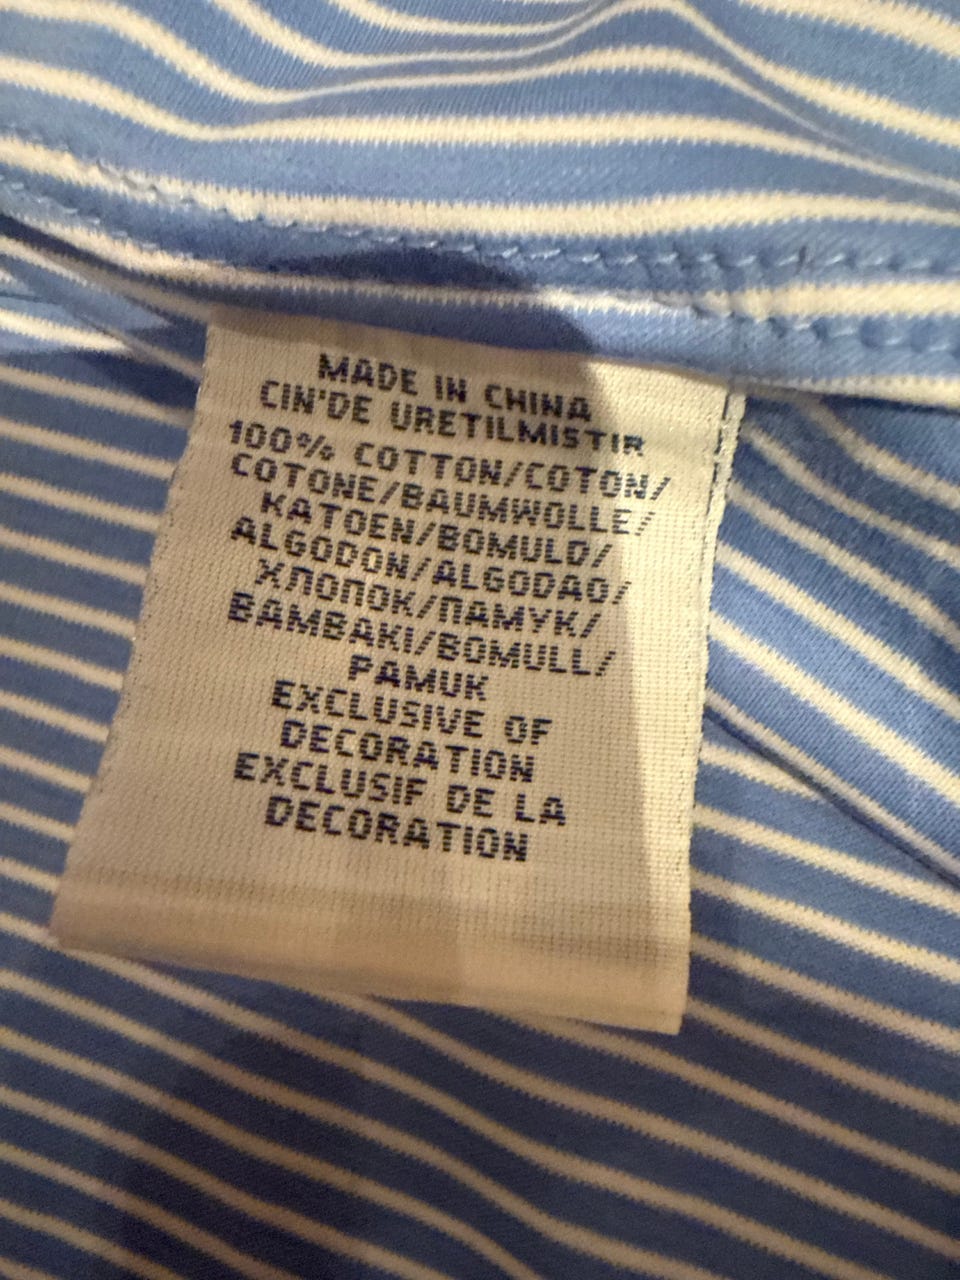 MADE IN CHINA
CIN'DE URETILMISTIR
100% COTTON/COTON/
COTONE/BAUMWOLLE/
KATOEN/BOMULD/
ALGODON/ALGODAO/
ХЛОПОК/ПАМУК/
BAMBAKI/BOMULL/
PAMUK
EXCLUSIVE OF
DECORATION
EXCLUSIF DE LA
DECORATION